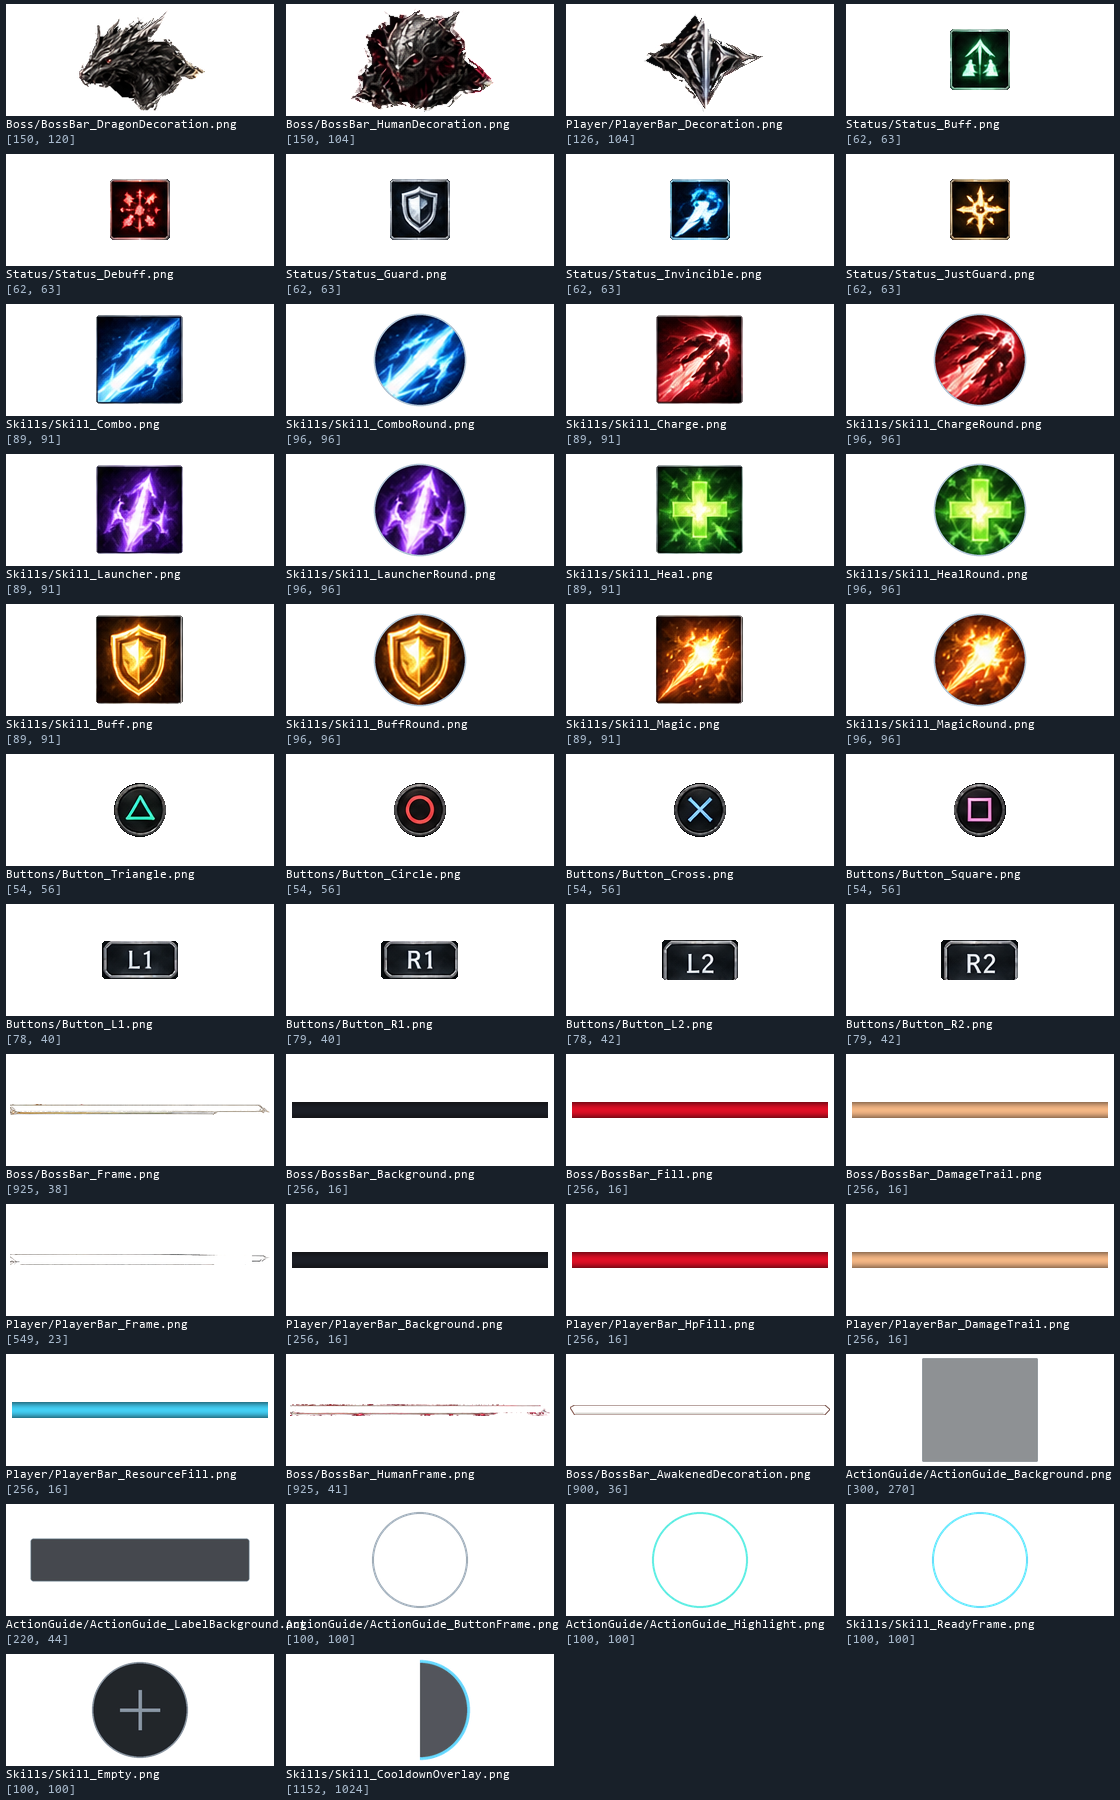 Boss/BossBar_DragonDecoration.png
[150, 120]
Boss/BossBar_HumanDecoration.png
[150, 104]
Player/PlayerBar_Decoration.png
[126, 104]
Status/Status_Buff.png
[62, 63]
Status/Status_Debuff.png
[62, 63]
Status/Status_Guard.png
[62, 63]
Status/Status_Invincible.png
[62, 63]
Status/Status_JustGuard.png
[62, 63]
Skills/Skill_Combo.png
[89, 91]
Skills/Skill_ComboRound.png
[96, 96]
Skills/Skill_Charge.png
[89, 91]
Skills/Skill_ChargeRound.png
[96, 96]
Skills/Skill_Launcher.png
[89, 91]
Skills/Skill_LauncherRound.png
[96, 96]
Skills/Skill_Heal.png
[89, 91]
Skills/Skill_HealRound.png
[96, 96]
Skills/Skill_Buff.png
[89, 91]
Skills/Skill_BuffRound.png
[96, 96]
Skills/Skill_Magic.png
[89, 91]
Skills/Skill_MagicRound.png
[96, 96]
Buttons/Button_Triangle.png
[54, 56]
Buttons/Button_Circle.png
[54, 56]
Buttons/Button_Cross.png
[54, 56]
Buttons/Button_Square.png
[54, 56]
L1
Buttons/Button_L1.png
[78, 40]
R1
Buttons/Button_R1.png
[79, 40]
L2
Buttons/Button_L2.png
[78, 42]
R2
Buttons/Button_R2.png
[79, 42]
Boss/BossBar_Frame.png
[925, 38]
Boss/BossBar_Background.png
[256, 16]
Boss/BossBar_Fill.png
[256, 16]
Boss/BossBar_DamageTrail.png
[256, 16]
Player/PlayerBar_Frame.png
[549, 23]
Player/PlayerBar_Background.png
[256, 16]
Player/PlayerBar_HpFill.png
[256, 16]
Player/PlayerBar_DamageTrail.png
[256, 16]
Player/PlayerBar_ResourceFill.png
[256, 16]
Boss/BossBar_HumanFrame.png
[925, 41]
Boss/BossBar_AwakenedDecoration.png
[900, 36]
ActionGuide/ActionGuide_Background.png
[300, 270]
ActionGuide/ActionGuide_LabelBackground.png
[220, 44]
ActionGuide/ActionGuide_ButtonFrame.png
[100, 100]
ActionGuide/ActionGuide_Highlight.png
[100, 100]
Skills/Skill_ReadyFrame.png
[100, 100]
Skills/Skill_Empty.png
[100, 100]
Skills/Skill_CooldownOverlay.png
[1152, 1024]